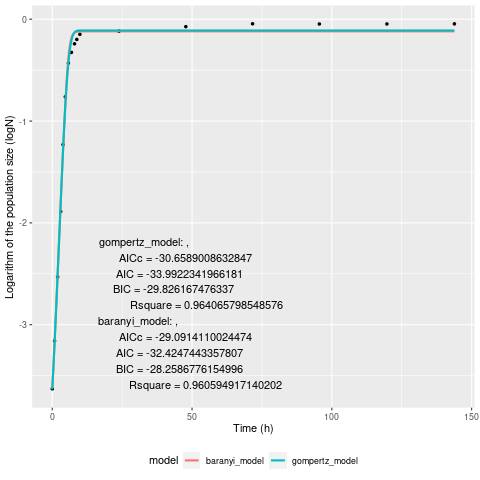 0
-1
-2
-3
Logarithm of the population size (logN)
gompertz_model: ,
AICc = -30.6589008632847
AIC = -33.9922341966181
BIC = -29.826167476337
Rsquare = 0.964065798548576
baranyi_model: ,
AICc = -29.0914110024474
AIC = -32.4247443357807
BIC = -28.2586776154996
Rsquare = 0.960594917140202
0 50 100 150
Time (h)
model baranyi_model gompertz_model